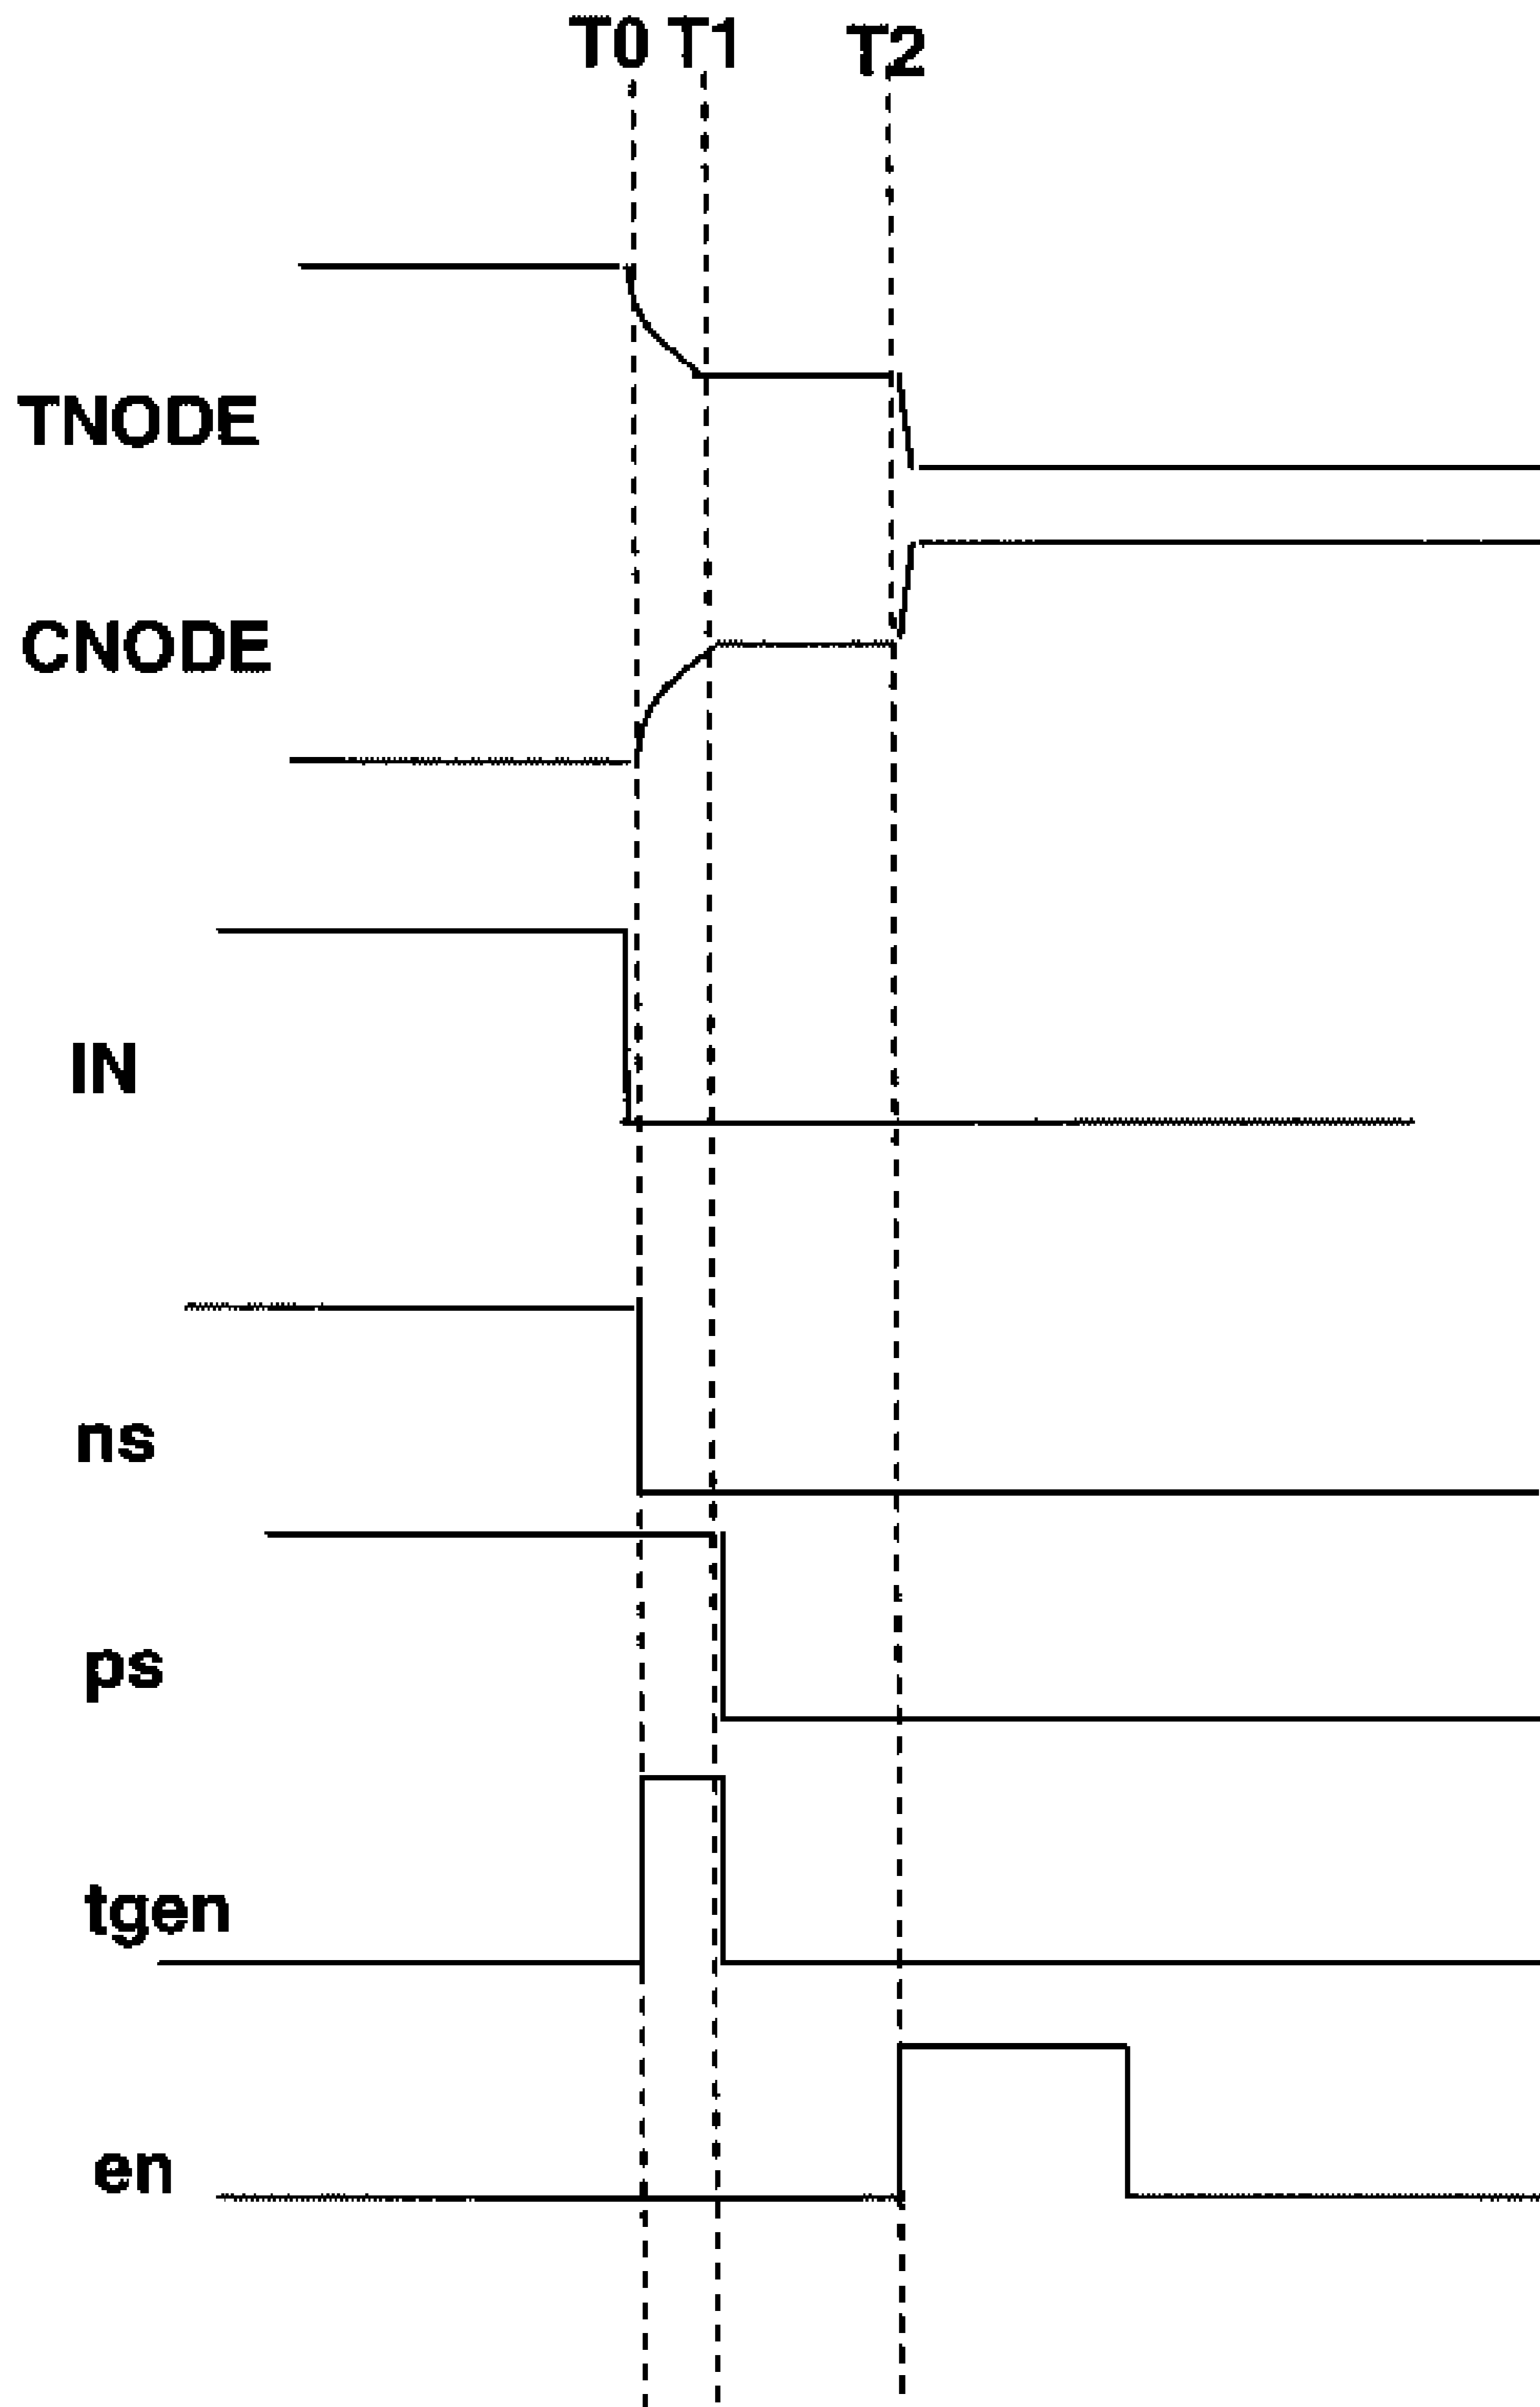 T0 T1 T2
TNODE
CNODE
IN
ns
ps
tgen
en